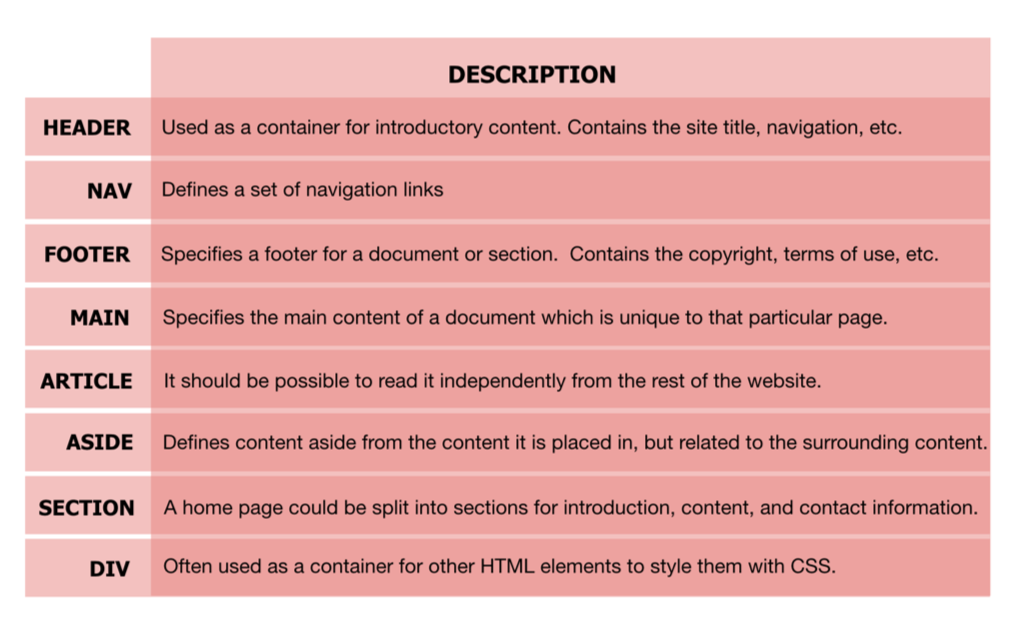 DESCRIPTION
HEADER Used as a container for introductory content. Contains the site title, navigation, etc.
NAV Defines a set of navigation links
FOOTER Specifies a footer for a document or section.  Contains the copyright, terms of use, etc.
MAIN Specifies the main content of a document which is unique to that particular page.
ARTICLE It should be possible to read it independently from the rest of the website.
ASIDE Defines content aside from the content it is placed in, but related to the surrounding content.
SECTION A home page could be split into sections for introduction, content, and contact information.
DIV Often used as a container for other HTML elements to style them with CSS.